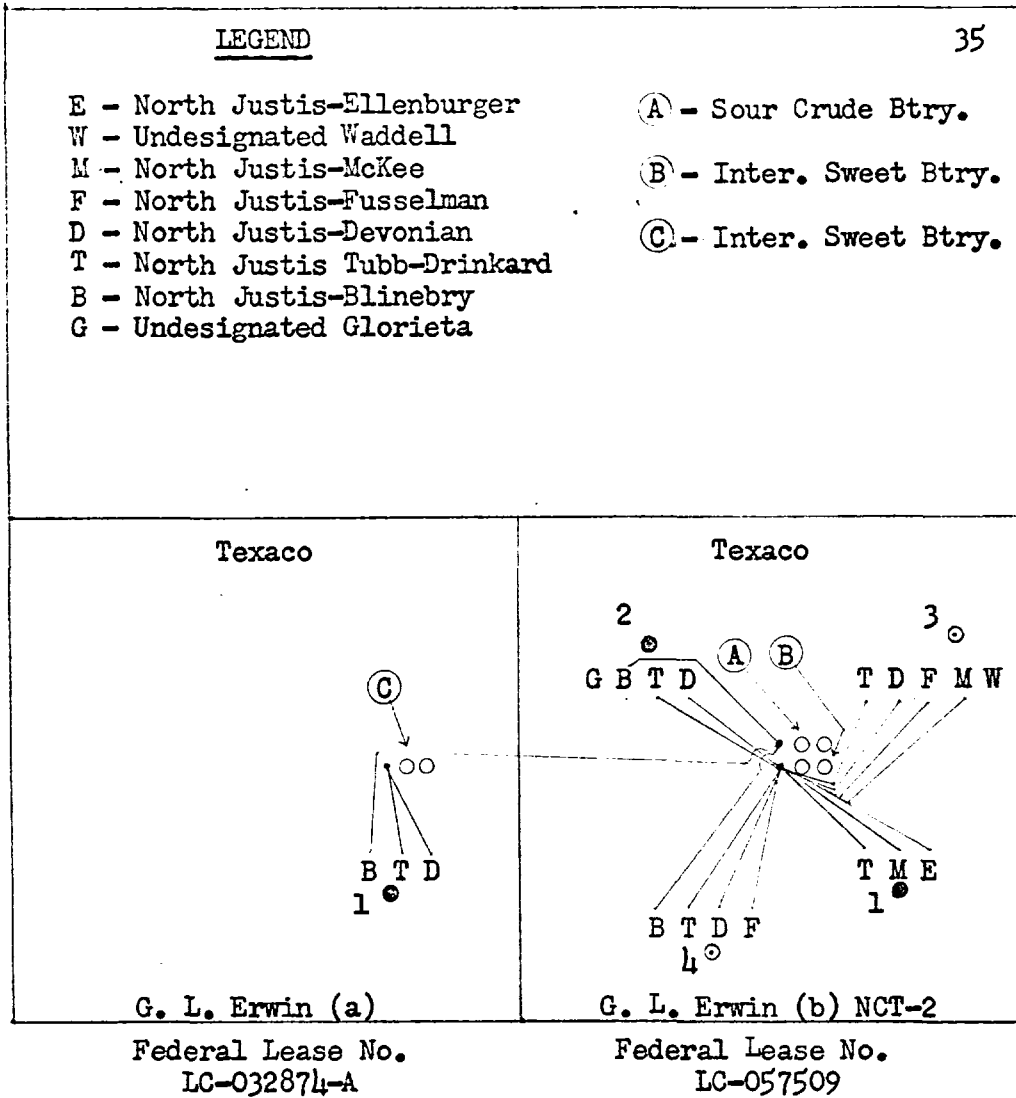 LEGEND
35
E - North Justis-Ellenburger
W - Undesignated Waddell
M - North Justis-McKee
F - North Justis-Fusselman
D - North Justis-Devonian
T - North Justis Tubb-Drinkard
B - North Justis-Blinebry
G - Undesignated Glorieta
A - Sour Crude Btry.
B - Inter. Sweet Btry.
C - Inter. Sweet Btry.
Texaco
C
B T D
1
G. L. Erwin (a)
Federal Lease No.
LC-032874-A
Texaco
2
3
A
B
G B T D
T D F M W
T M E
1
B T D F
4
G. L. Erwin (b) NCT-2
Federal Lease No.
LC-057509